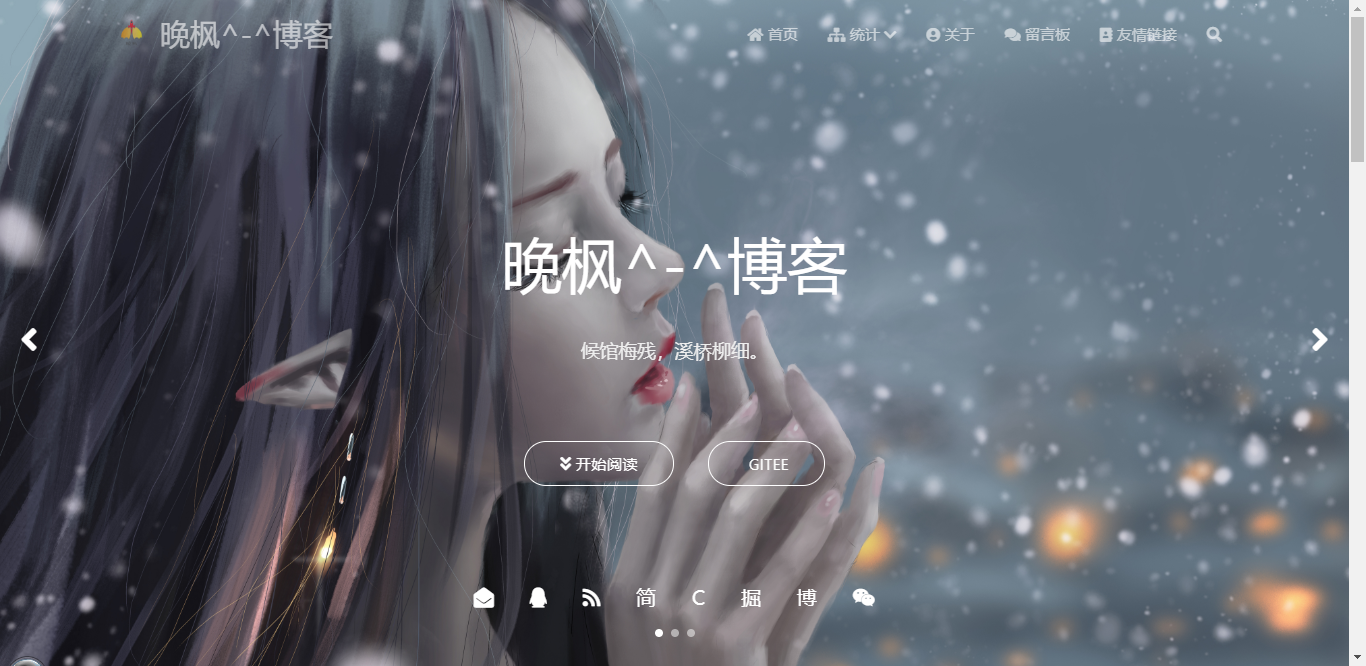 晚枫^-^博客
首页 统计 关于 留言板 友情链接
晚枫^-^博客
候馆梅残，溪桥柳细。
开始阅读 GITEE
简 C 掘 博